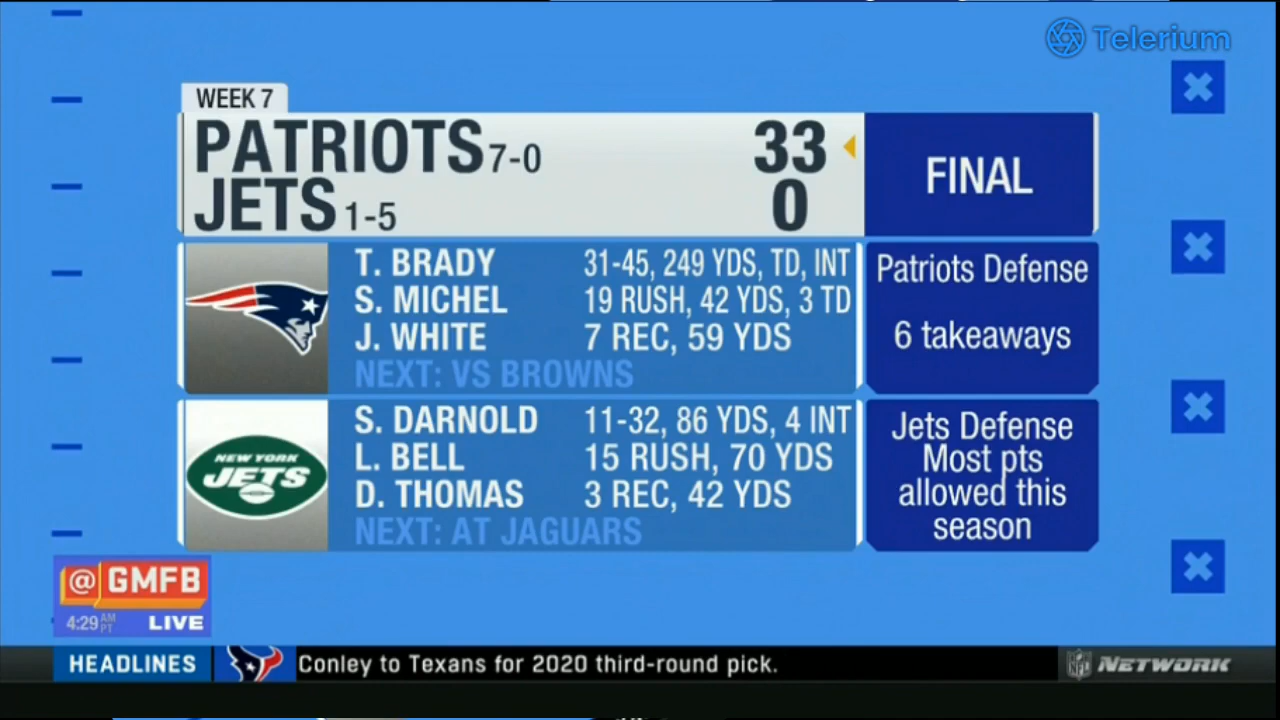 Telerium
WEEK 7
PATRIOTS 7-0 33
JETS 1-5 0
FINAL
T. BRADY 31-45, 249 YDS, TD, INT
S. MICHEL 19 RUSH, 42 YDS, 3 TD
J. WHITE 7 REC, 59 YDS
NEXT: VS BROWNS
Patriots Defense
6 takeaways
NEW YORK
JETS
S. DARNOLD 11-32, 86 YDS, 4 INT
L. BELL 15 RUSH, 70 YDS
D. THOMAS 3 REC, 42 YDS
NEXT: AT JAGUARS
Jets Defense
Most pts
allowed this
season
@ GMFB
4:29 AM PT LIVE
HEADLINES Conley to Texans for 2020 third-round pick. NFL NETWORK